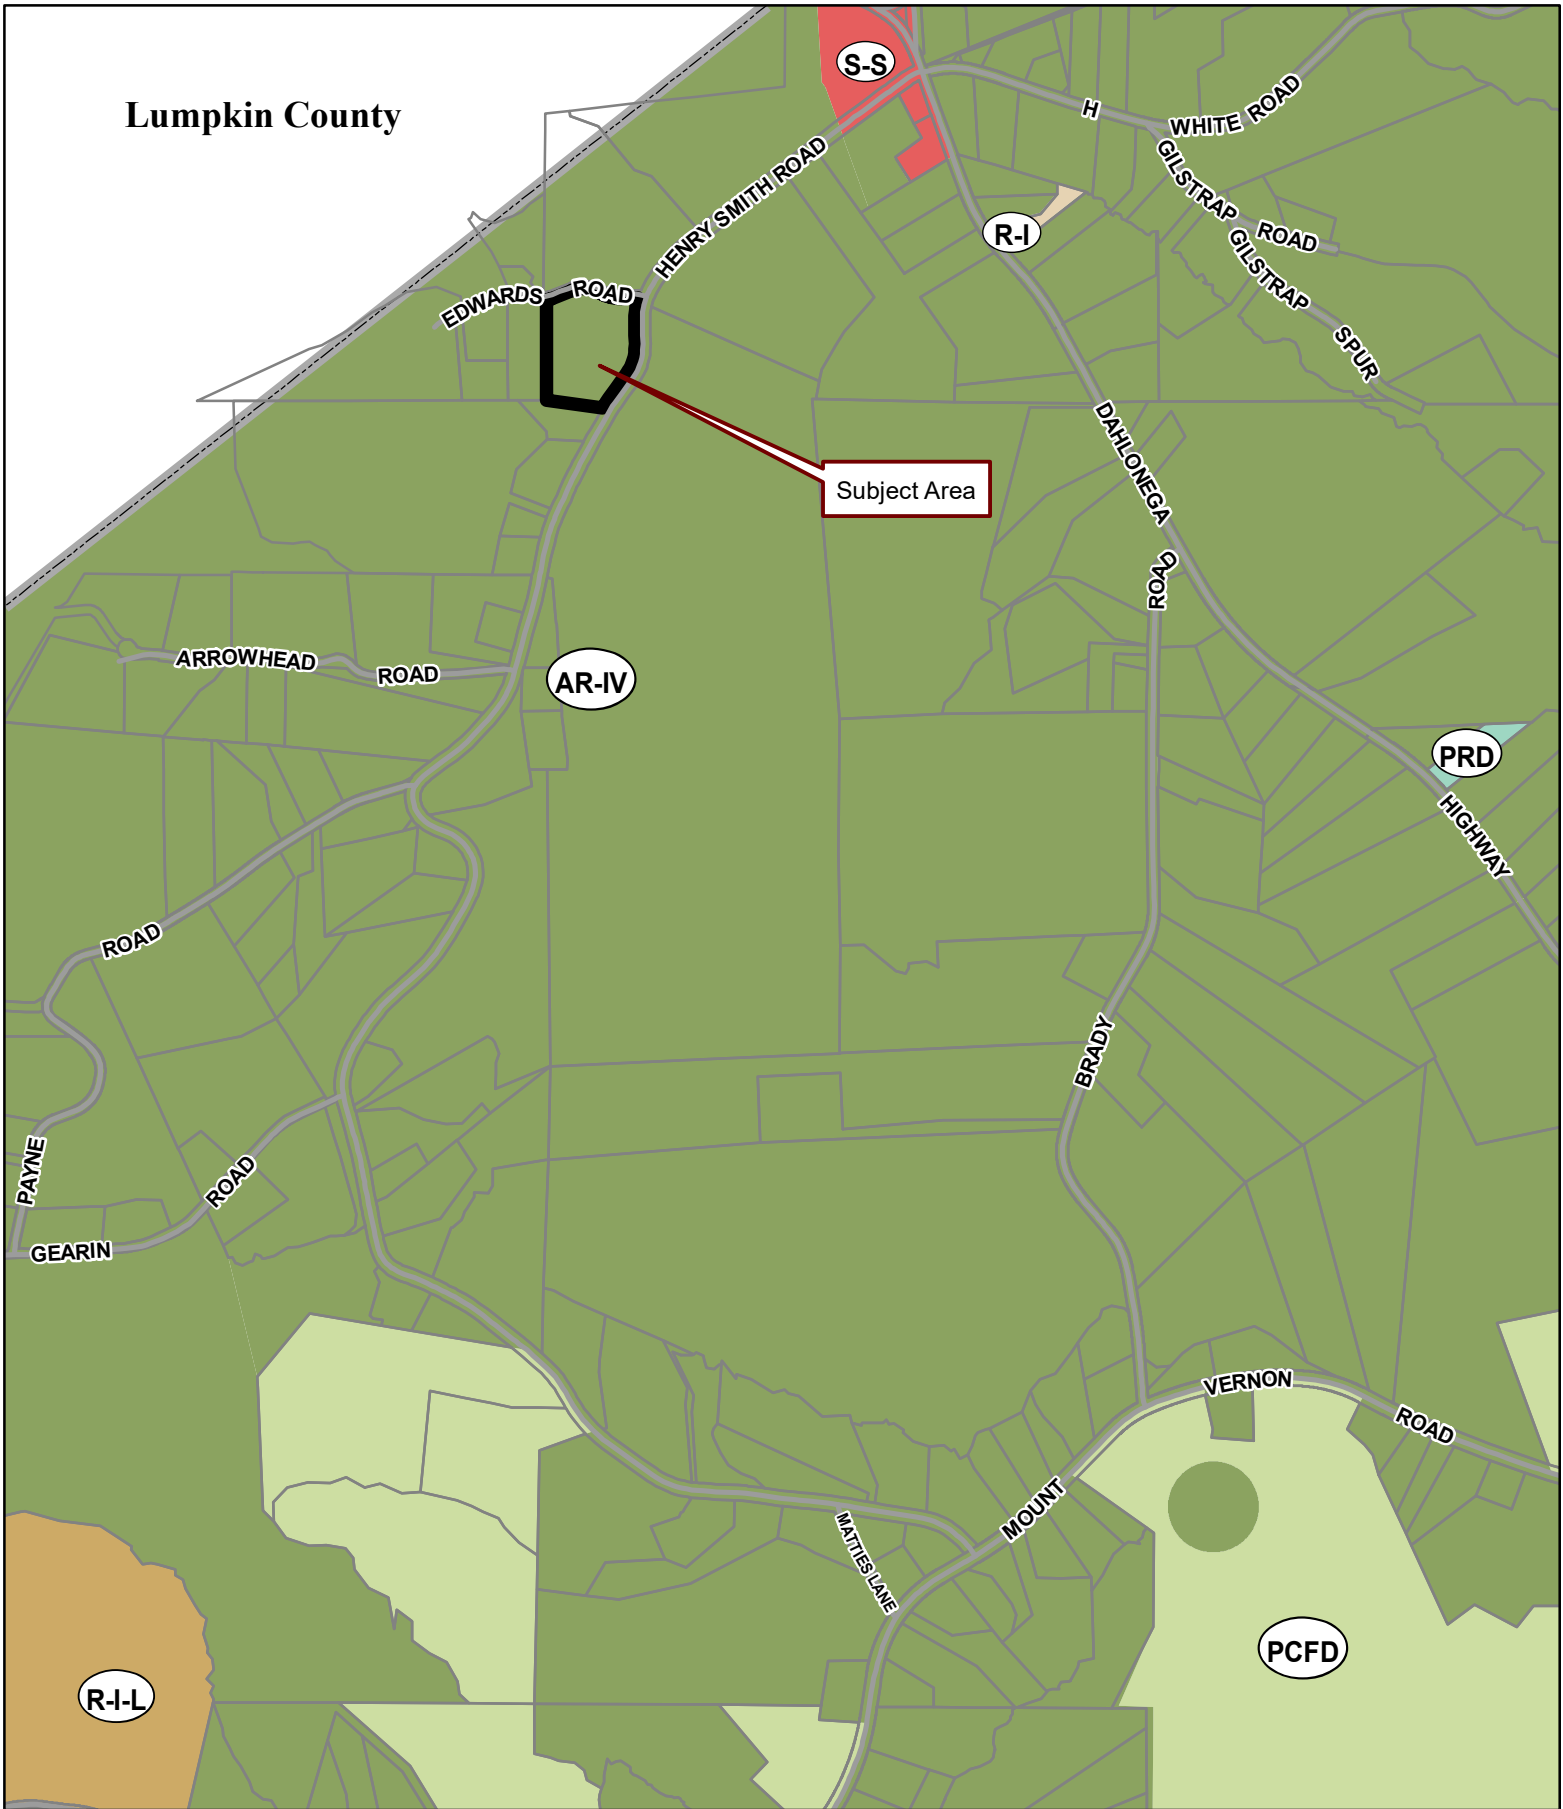 S-S
Lumpkin County
H
WHITE ROAD
HENRY SMITH ROAD
GILSTRAP
ROAD
R-I
GILSTRAP
SPUR
EDWARDS
ROAD
DAHLONEGA
Subject Area
ROAD
ARROWHEAD
ROAD
AR-IV
PRD
HIGHWAY
ROAD
BRADY
PAYNE
ROAD
GEARIN
VERNON
ROAD
MOUNT
MATTIES LANE
PCFD
R-I-L